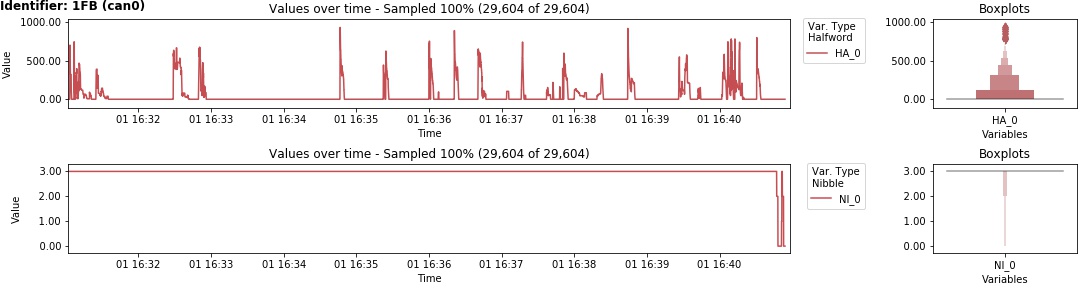 Identifier: 1FB (can0)
Values over time - Sampled 100% (29,604 of 29,604)
Value
1000.00
500.00
0.00
01 16:32 01 16:33 01 16:34 01 16:35 01 16:36 01 16:37 01 16:38 01 16:39 01 16:40
Time
Var. Type
Halfword
HA_0
Boxplots
1000.00
500.00
0.00
HA_0
Variables
Values over time - Sampled 100% (29,604 of 29,604)
Value
3.00
2.00
1.00
0.00
01 16:32 01 16:33 01 16:34 01 16:35 01 16:36 01 16:37 01 16:38 01 16:39 01 16:40
Time
Var. Type
Nibble
NI_0
Boxplots
3.00
2.00
1.00
0.00
NI_0
Variables